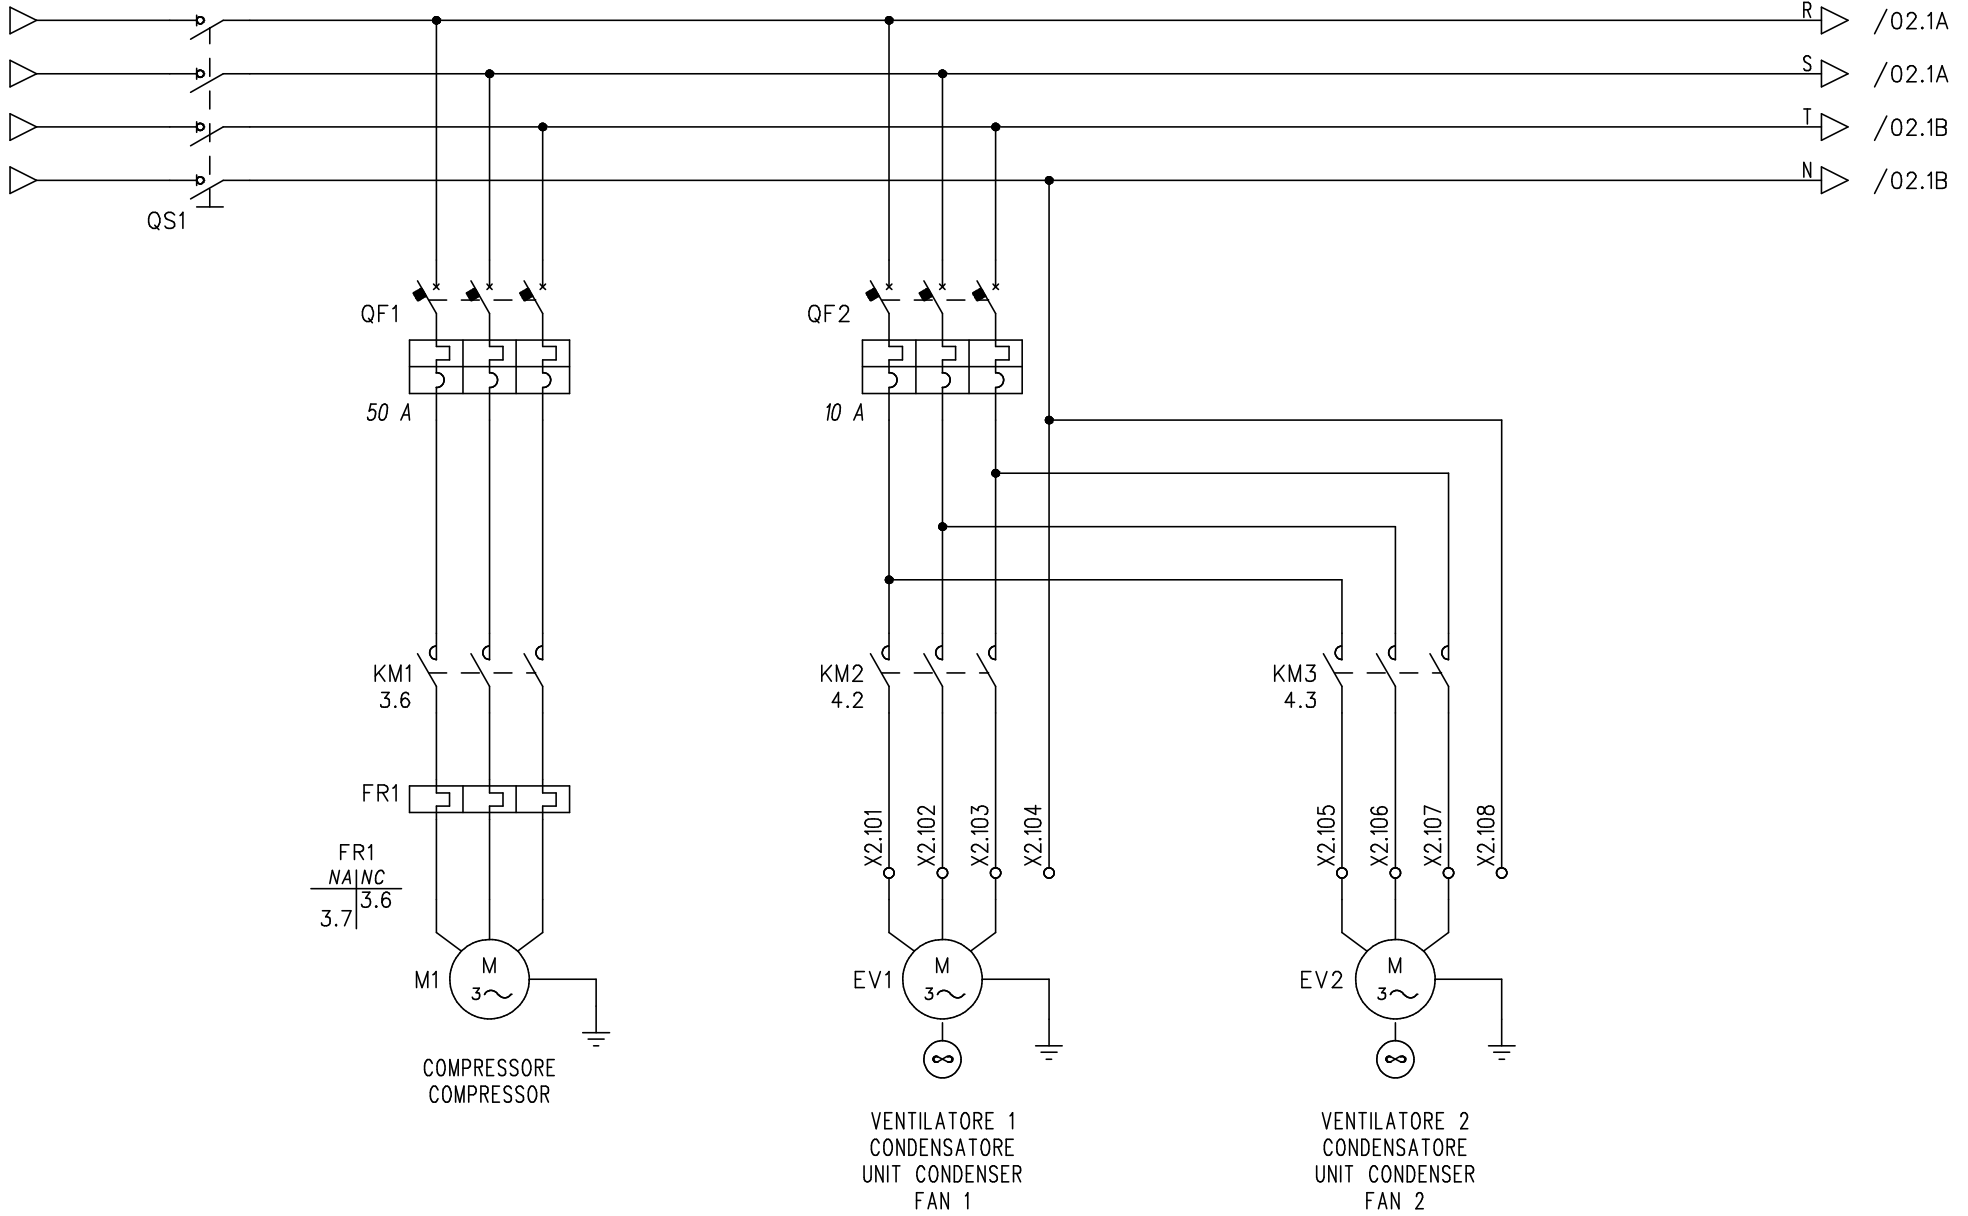 R /02.1A
S /02.1A
T /02.1B
N /02.1B
QS1
QF1
50 A
QF2
10 A
KM1
3.6
KM2
4.2
KM3
4.3
FR1
X2.101
X2.102
X2.103
X2.104
X2.105
X2.106
X2.107
X2.108
FR1
NA NC
3.6
3.7
M1
M
3
EV1
M
3
EV2
M
3
COMPRESSORE
COMPRESSOR
VENTILATORE 1
CONDENSATORE
UNIT CONDENSER
FAN 1
VENTILATORE 2
CONDENSATORE
UNIT CONDENSER
FAN 2